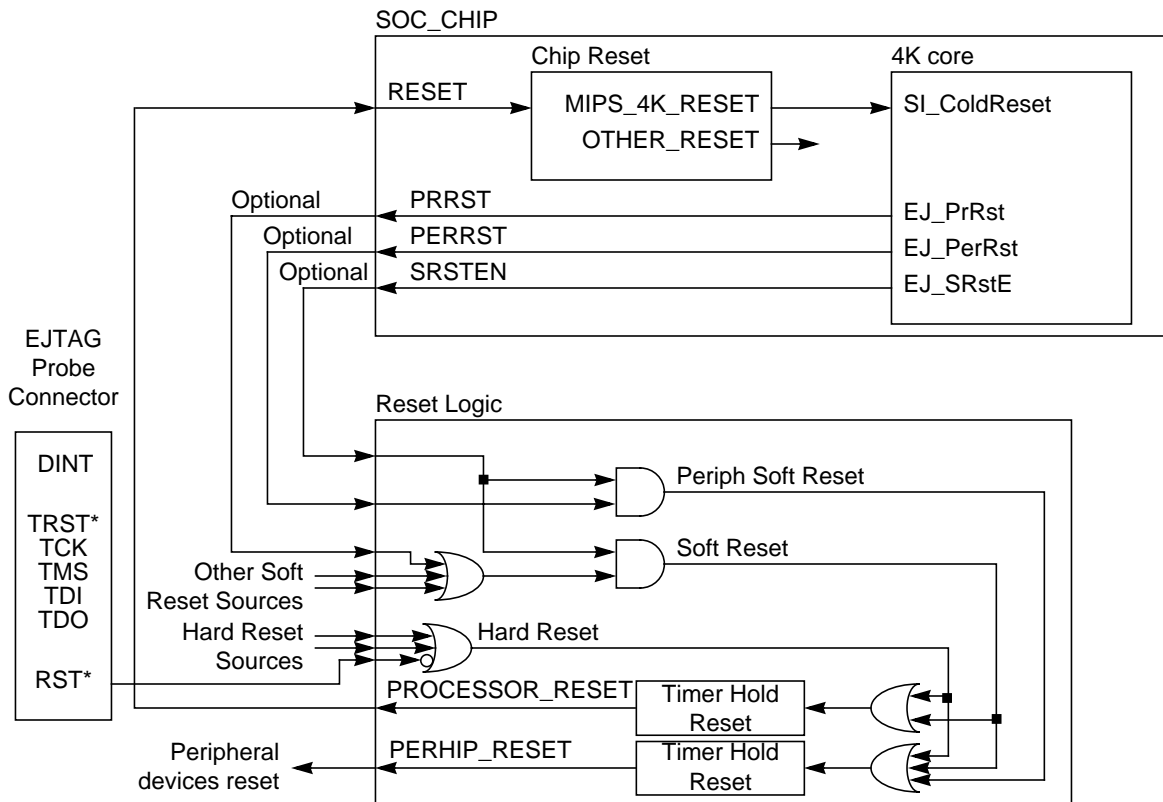 SOC_CHIP
Chip Reset
4K core
RESET
MIPS_4K_RESET
SI_ColdReset
OTHER_RESET
Optional
PRRST
EJ_PrRst
Optional
PERRST
EJ_PerRst
Optional
SRSTEN
EJ_SRstE
EJTAG
Probe
Connector
Reset Logic
DINT
Periph Soft Reset
TRST*
TCK
TMS
TDI
TDO
Soft Reset
Other Soft
Reset Sources
Hard Reset
Sources
Hard Reset
RST*
PROCESSOR_RESET
Timer Hold
Reset
Peripheral
devices reset
PERHIP_RESET
Timer Hold
Reset